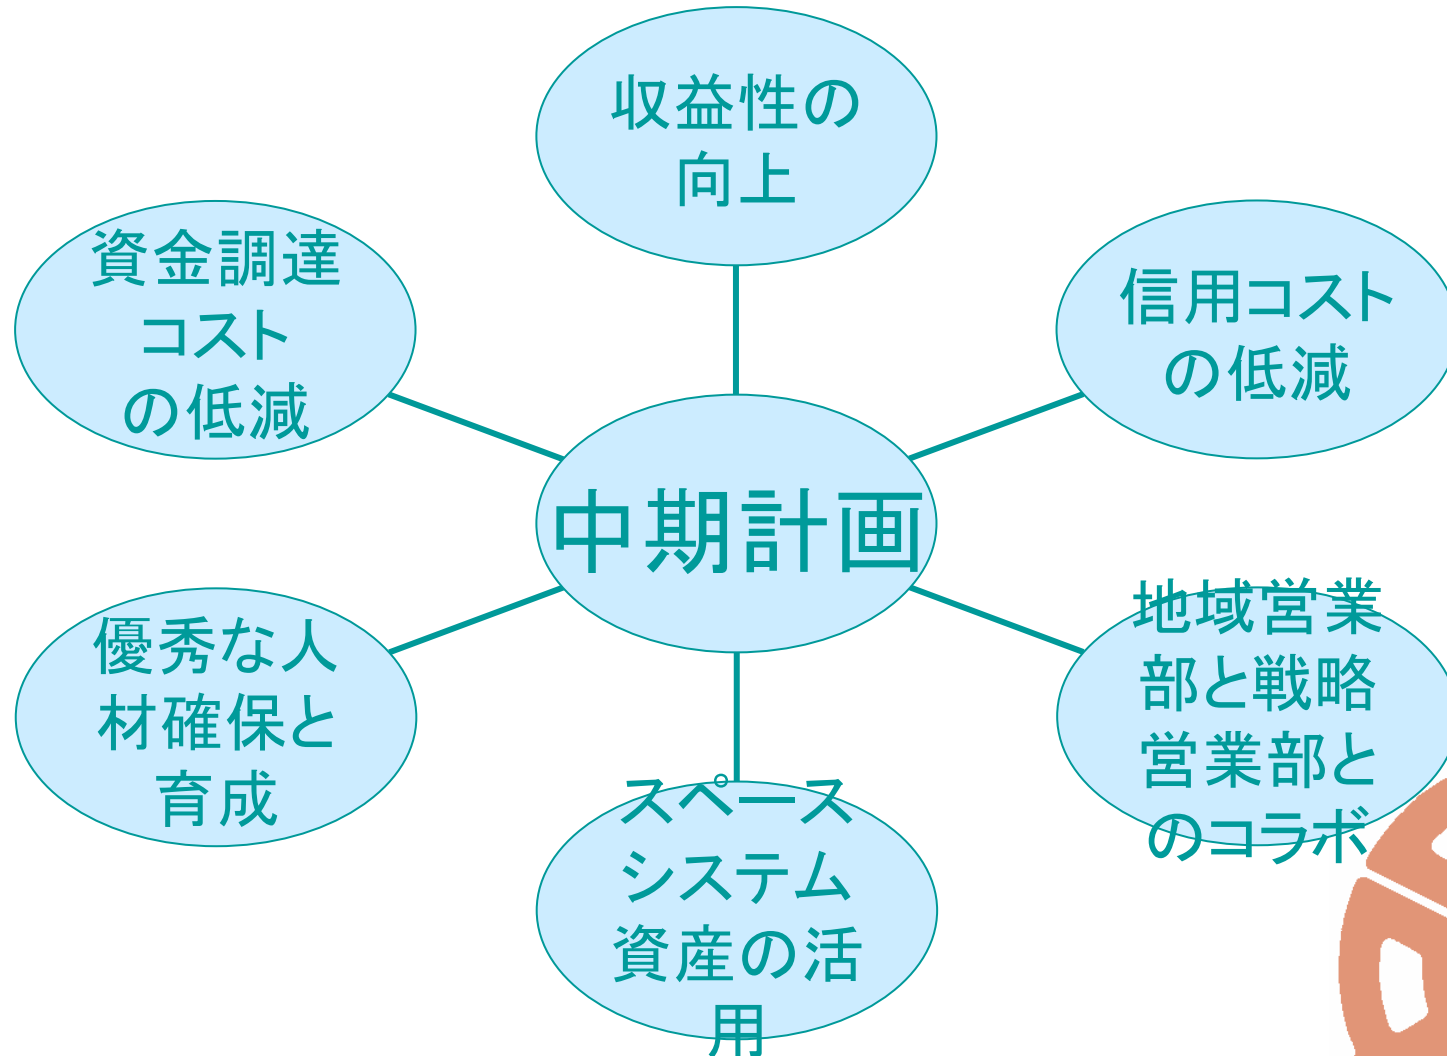 収益性の
向上
資金調達
コスト
の低減
信用コスト
の低減
中期計画
優秀な人
材確保と
育成
地域営業
部と戦略
営業部と
のコラボ
スペース
システム
資産の活
用